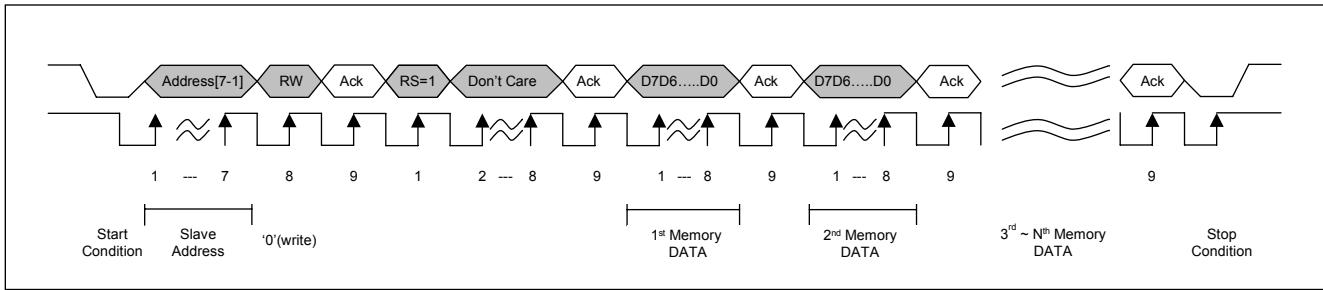 Address[7-1] RW Ack RS=1 Don't Care Ack D7D6.....D0 Ack D7D6.....D0 Ack Ack
1 --- 7 8 9 1 2 --- 8 9 1 --- 8 9 1 --- 8 9 9
Start Condition
Slave Address
'0'(write)
1st Memory DATA
2nd Memory DATA
3rd ~ Nth Memory DATA
Stop Condition